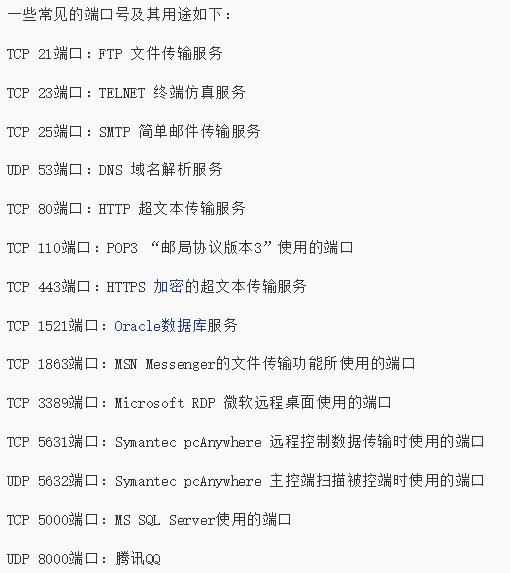 一些常见的端口号及其用途如下：
TCP 21端口：FTP 文件传输服务
TCP 23端口：TELNET 终端仿真服务
TCP 25端口：SMTP 简单邮件传输服务
UDP 53端口：DNS 域名解析服务
TCP 80端口：HTTP 超文本传输服务
TCP 110端口：POP3 “邮局协议版本3”使用的端口
TCP 443端口：HTTPS 加密的超文本传输服务
TCP 1521端口：Oracle数据库服务
TCP 1863端口：MSN Messenger的文件传输功能所使用的端口
TCP 3389端口：Microsoft RDP 微软远程桌面使用的端口
TCP 5631端口：Symantec pcAnywhere 远程控制数据传输时使用的端口
UDP 5632端口：Symantec pcAnywhere 主控端扫描被控端时使用的端口
TCP 5000端口：MS SQL Server使用的端口
UDP 8000端口：腾讯QQ